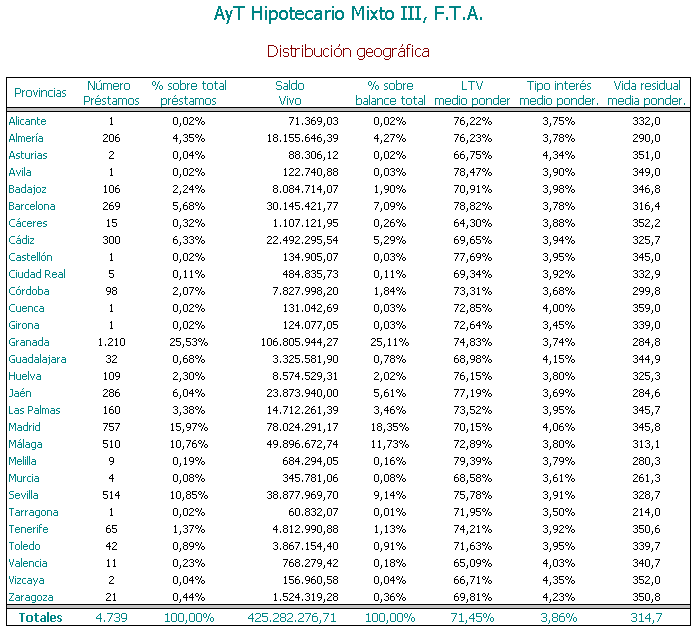 AyT Hipotecario Mixto III, F.T.A.
Distribución geográfica
Provincias Número Préstamos % sobre total préstamos Saldo Vivo % sobre balance total LTV medio ponder Tipo interés medio ponder. Vida residual media ponder.
Alicante 1 0,02% 71.369,03 0,02% 76,22% 3,75% 332,0
Almería 206 4,35% 18.155.646,39 4,27% 76,23% 3,78% 290,0
Asturias 2 0,04% 88.306,12 0,02% 66,75% 4,34% 351,0
Avila 1 0,02% 122.740,88 0,03% 78,47% 3,90% 349,0
Badajoz 106 2,24% 8.084.714,07 1,90% 70,91% 3,98% 346,8
Barcelona 269 5,68% 30.145.421,77 7,09% 78,82% 3,78% 316,4
Cáceres 15 0,32% 1.107.121,95 0,26% 64,30% 3,88% 352,2
Cádiz 300 6,33% 22.492.295,54 5,29% 69,65% 3,94% 325,7
Castellón 1 0,02% 134.905,07 0,03% 77,69% 3,95% 345,0
Ciudad Real 5 0,11% 484.835,73 0,11% 69,34% 3,92% 332,9
Córdoba 98 2,07% 7.827.998,20 1,84% 73,31% 3,68% 299,8
Cuenca 1 0,02% 131.042,69 0,03% 72,85% 4,00% 359,0
Girona 1 0,02% 124.077,05 0,03% 72,64% 3,45% 339,0
Granada 1.210 25,53% 106.805.944,27 25,11% 74,83% 3,74% 284,8
Guadalajara 32 0,68% 3.325.581,90 0,78% 68,98% 4,15% 344,9
Huelva 109 2,30% 8.574.529,31 2,02% 76,15% 3,80% 325,3
Jaén 286 6,04% 23.873.940,00 5,61% 77,19% 3,69% 284,6
Las Palmas 160 3,38% 14.712.261,39 3,46% 73,52% 3,95% 345,7
Madrid 757 15,97% 78.024.291,17 18,35% 70,15% 4,06% 345,8
Málaga 510 10,76% 49.896.672,74 11,73% 72,89% 3,80% 313,1
Melilla 9 0,19% 684.294,05 0,16% 79,39% 3,79% 280,3
Murcia 4 0,08% 345.781,06 0,08% 68,58% 3,61% 261,3
Sevilla 514 10,85% 38.877.969,70 9,14% 75,78% 3,91% 328,7
Tarragona 1 0,02% 60.832,07 0,01% 71,95% 3,50% 214,0
Tenerife 65 1,37% 4.812.990,88 1,13% 74,21% 3,92% 350,6
Toledo 42 0,89% 3.867.154,40 0,91% 71,63% 3,95% 339,7
Valencia 11 0,23% 768.279,42 0,18% 65,09% 4,03% 340,7
Vizcaya 2 0,04% 156.960,58 0,04% 66,71% 4,35% 352,0
Zaragoza 21 0,44% 1.524.319,28 0,36% 69,81% 4,23% 350,8
Totales 4.739 100,00% 425.282.276,71 100,00% 71,45% 3,86% 314,7